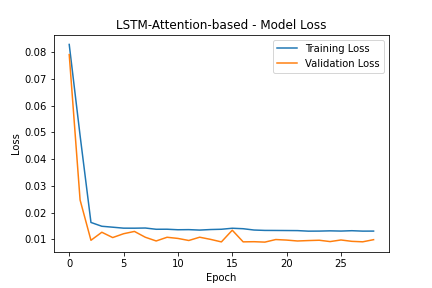 LSTM-Attention-based - Model Loss
Training Loss
Validation Loss
Loss
0.08
0.07
0.06
0.05
0.04
0.03
0.02
0.01
0 5 10 15 20 25
Epoch